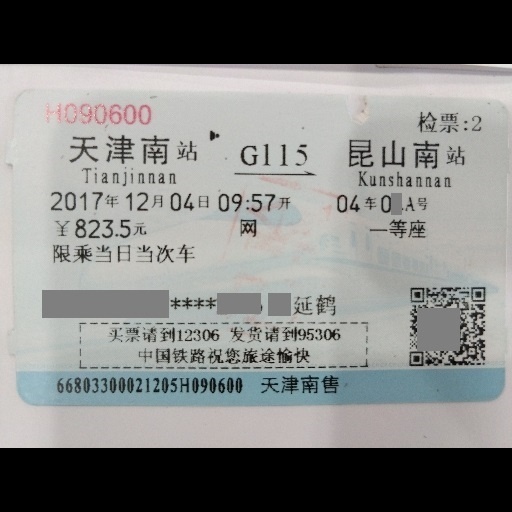 H090600
检票:2
天津南站 G115 昆山南站
Tianjinnan Kunshannan
2017年12月04日09:57开 04车0 A号
￥823.5元 网 一等座
限乘当日当次车
**** 延鹤
买票请到12306 发货请到95306
中国铁路祝您旅途愉快
66803300021205H090600 天津南售